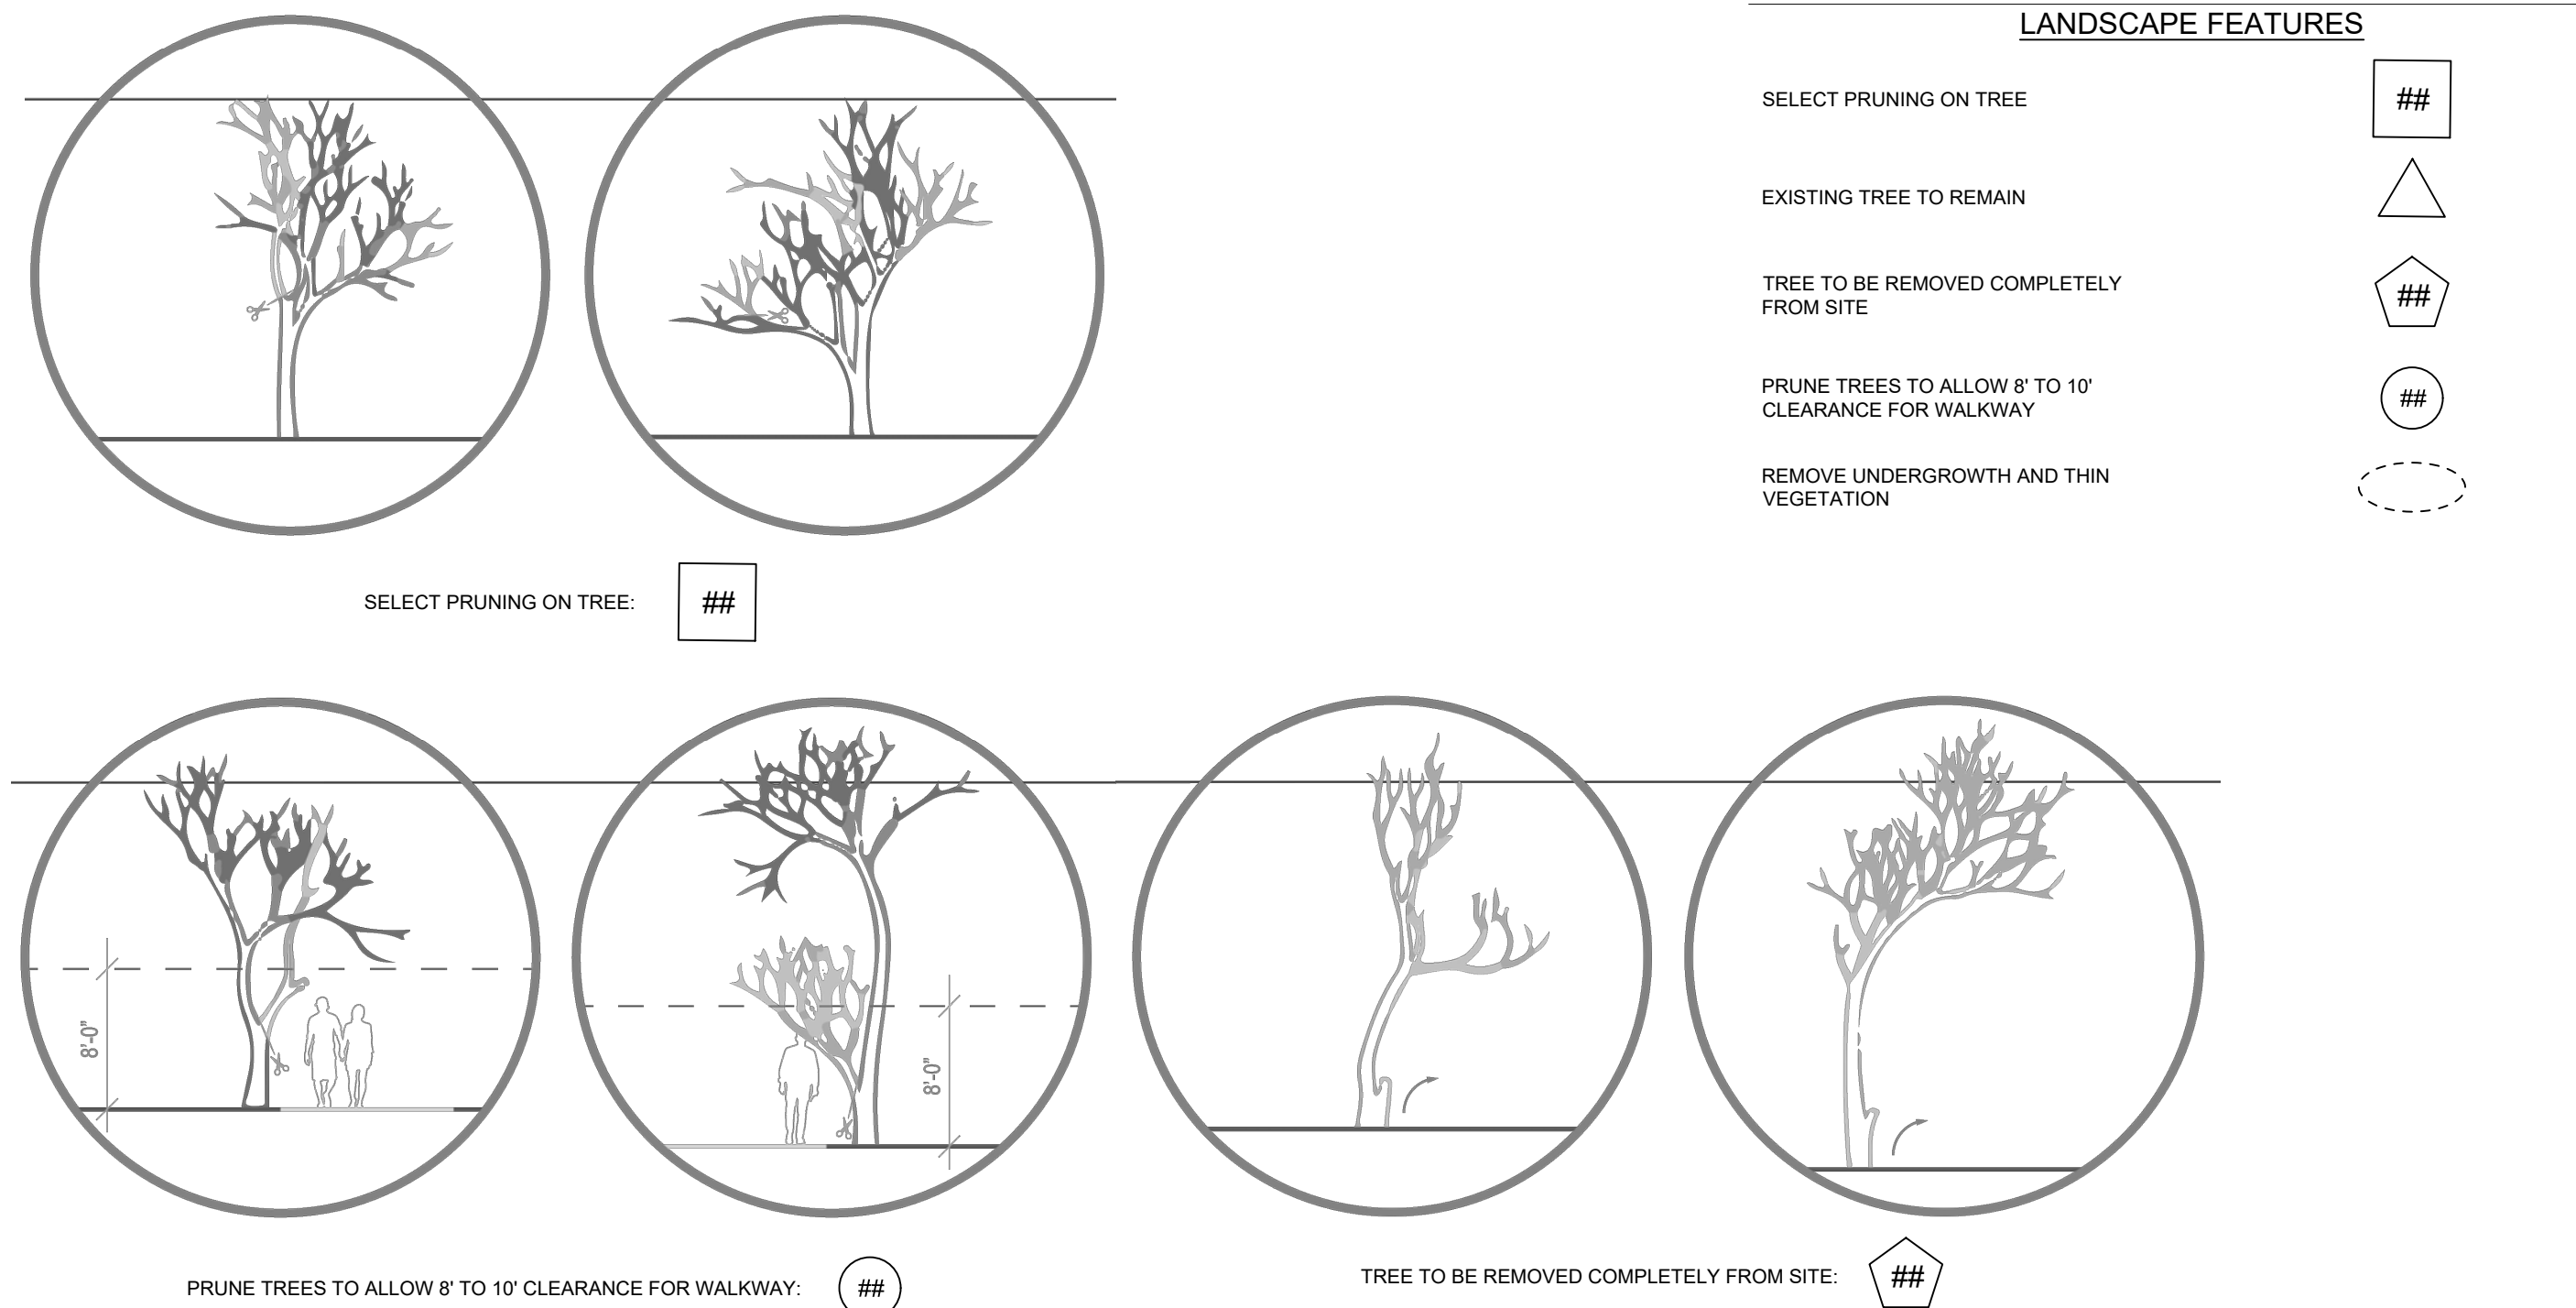 LANDSCAPE FEATURES
SELECT PRUNING ON TREE
##
EXISTING TREE TO REMAIN
TREE TO BE REMOVED COMPLETELY
FROM SITE
##
PRUNE TREES TO ALLOW 8' TO 10'
CLEARANCE FOR WALKWAY
##
REMOVE UNDERGROWTH AND THIN
VEGETATION
SELECT PRUNING ON TREE:
##
8'-0"
8'-0"
PRUNE TREES TO ALLOW 8' TO 10' CLEARANCE FOR WALKWAY:
##
TREE TO BE REMOVED COMPLETELY FROM SITE:
##